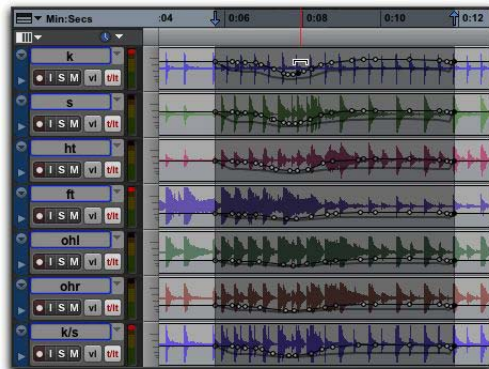 Min:Secs :04 0:06 0:08 0:10 0:12
k
I S M vl t/lt
s
I S M vl t/lt
ht
I S M vl t/lt
ft
I S M vl t/lt
ohl
I S M vl t/lt
ohr
I S M vl t/lt
k/s
I S M vl t/lt